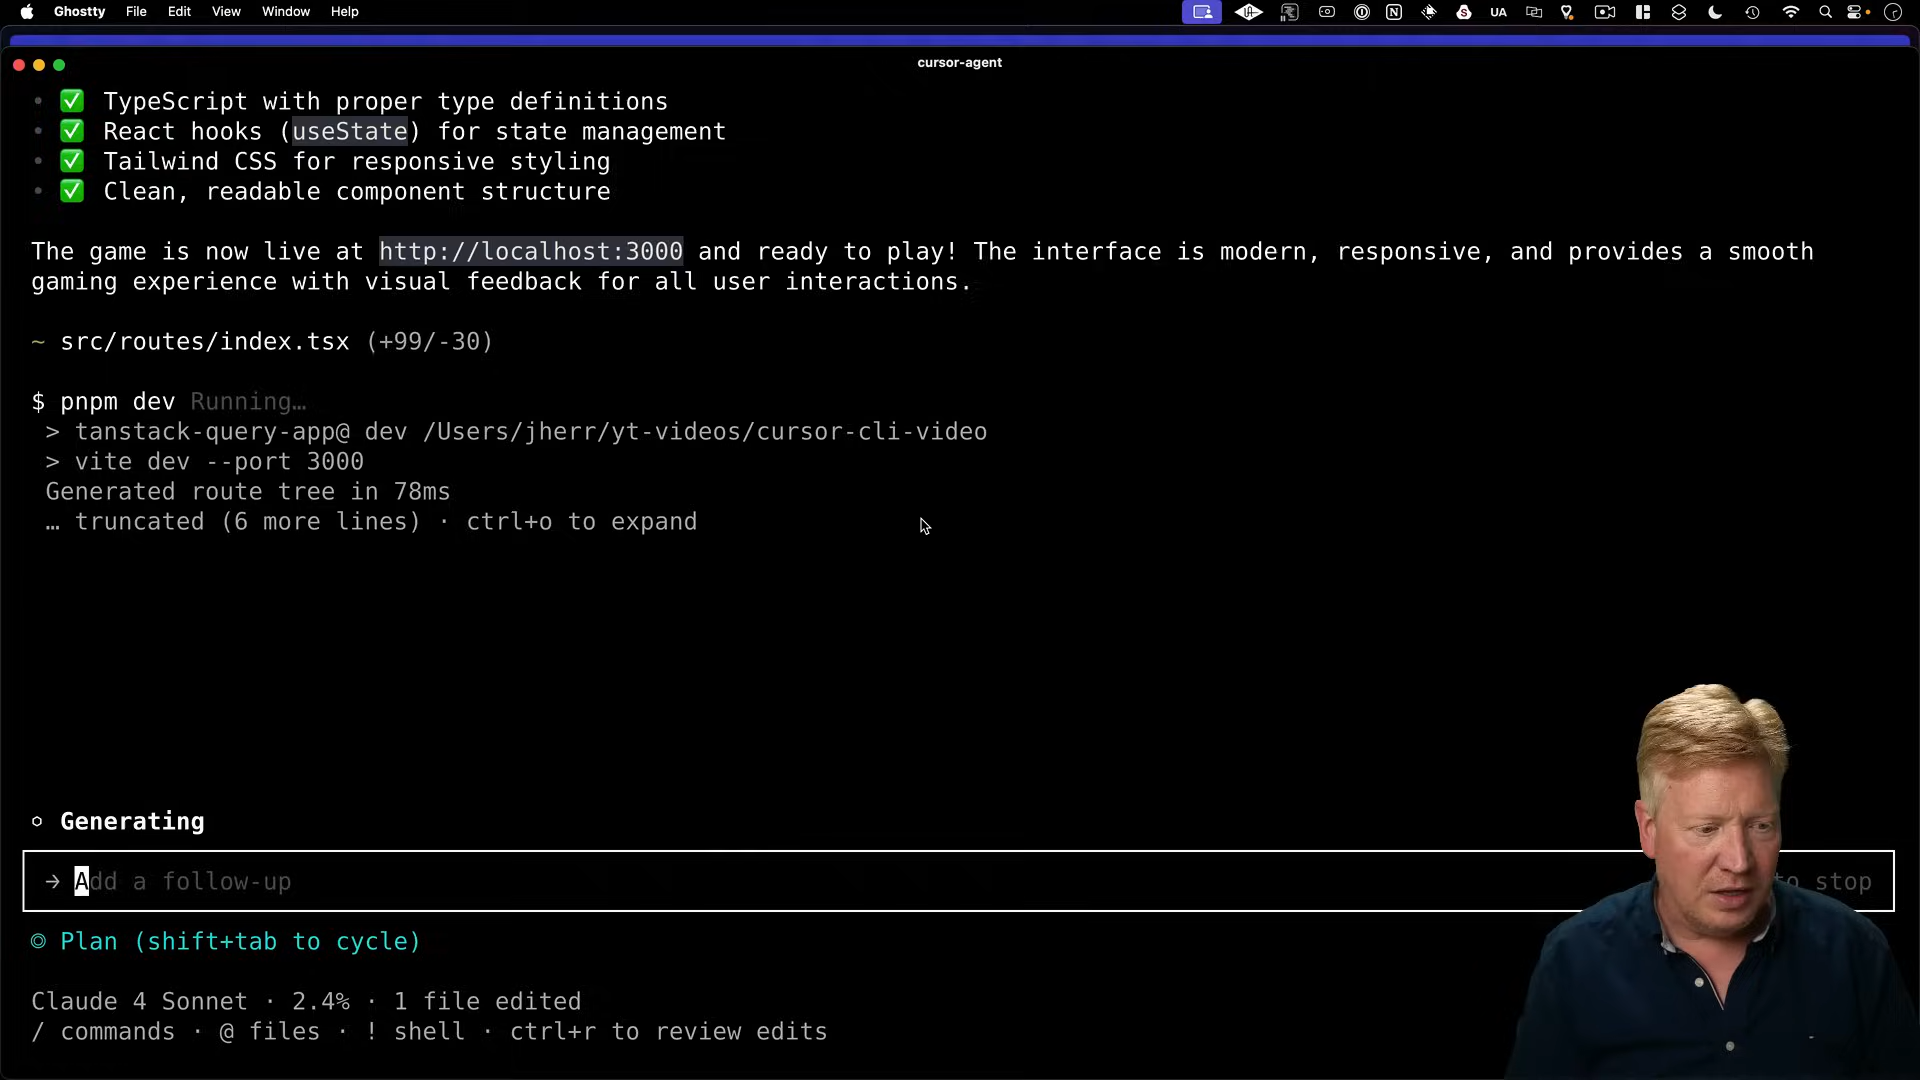 Ghostty File Edit View Window Help
UA
cursor-agent
• ✅ TypeScript with proper type definitions
• ✅ React hooks (useState) for state management
• ✅ Tailwind CSS for responsive styling
• ✅ Clean, readable component structure
The game is now live at http://localhost:3000 and ready to play! The interface is modern, responsive, and provides a smooth
gaming experience with visual feedback for all user interactions.
~ src/routes/index.tsx (+99/-30)
$ pnpm dev Running…
> tanstack-query-app@ dev /Users/jherr/yt-videos/cursor-cli-video
> vite dev --port 3000
Generated route tree in 78ms
… truncated (6 more lines) · ctrl+o to expand
Generating
→ Add a follow-up to stop
Plan (shift+tab to cycle)
Claude 4 Sonnet · 2.4% · 1 file edited
/ commands · @ files · ! shell · ctrl+r to review edits